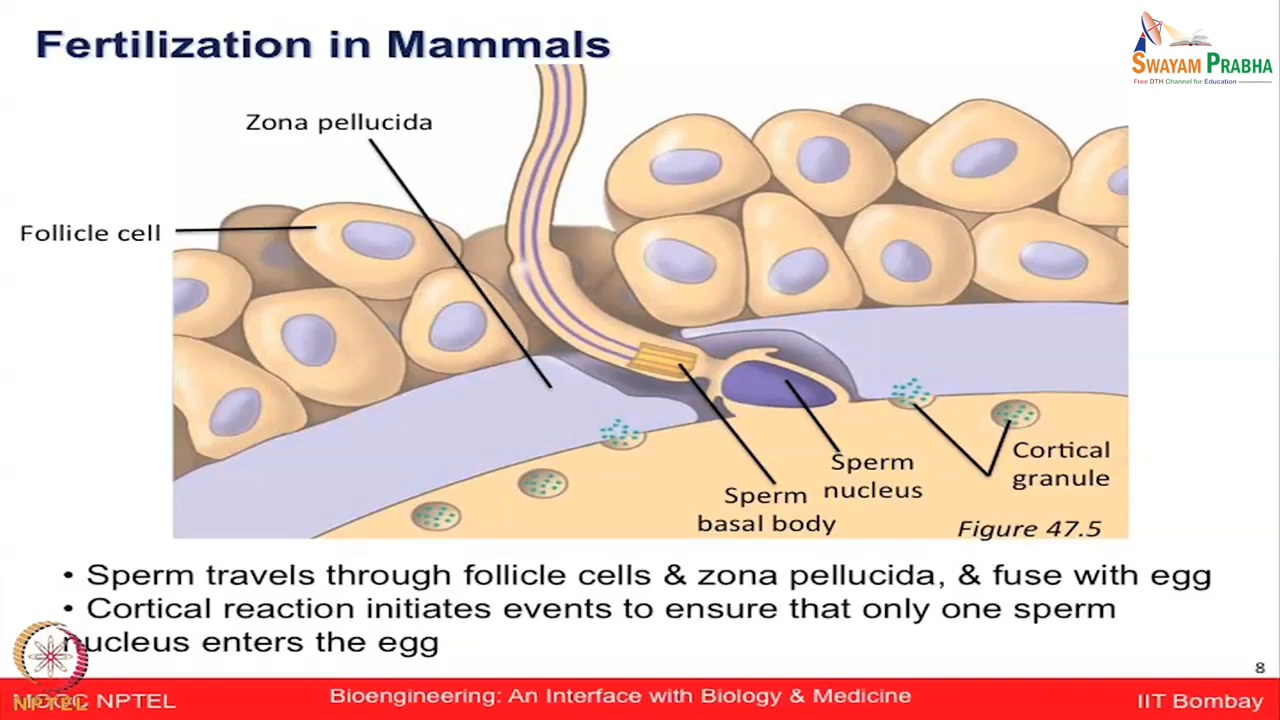 Fertilization in Mammals
SWAYAM PRABHA
Free DTH Channel for Education
Zona pellucida
Follicle cell
Cortical
granule
Sperm
nucleus
Sperm
basal body
Figure 47.5
• Sperm travels through follicle cells & zona pellucida, & fuse with egg
• Cortical reaction initiates events to ensure that only one sperm
nucleus enters the egg
8
NPTEL
MOOC NPTEL
Bioengineering: An Interface with Biology & Medicine
IIT Bombay